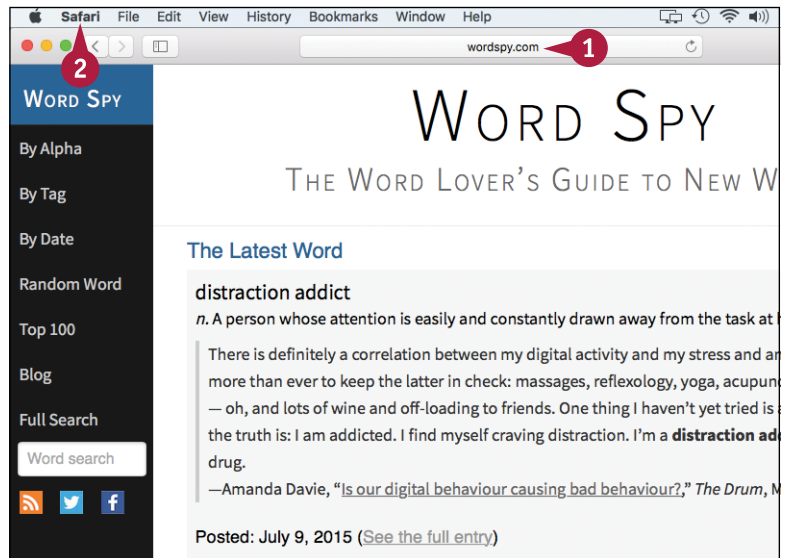 Safari File Edit View History Bookmarks Window Help
wordspy.com
1
2
WORD SPY
By Alpha
By Tag
By Date
Random Word
Top 100
Blog
Full Search
Word search
WORD SPY
THE WORD LOVER'S GUIDE TO NEW W
The Latest Word
distraction addict
n. A person whose attention is easily and constantly drawn away from the task at
There is definitely a correlation between my digital activity and my stress and
more than ever to keep the latter in check: massages, reflexology, yoga, acupun
— oh, and lots of wine and off-loading to friends. One thing I haven't yet tried is
the truth is: I am addicted. I find myself craving distraction. I'm a distraction add
drug.
—Amanda Davie, “Is our digital behaviour causing bad behaviour?,” The Drum, M
Posted: July 9, 2015 (See the full entry)